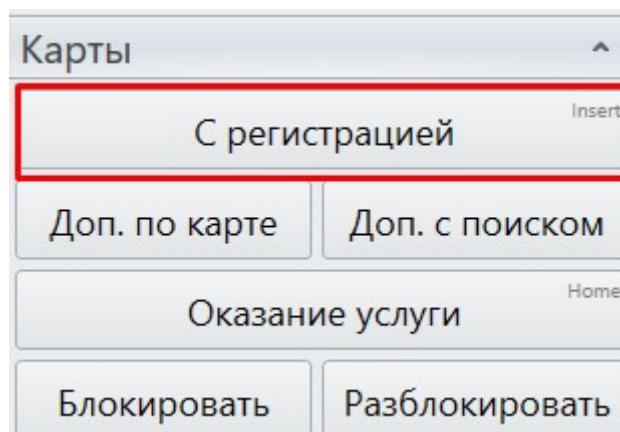 Карты
С регистрацией
Insert
Доп. по карте
Доп. с поиском
Оказание услуги
Home
Блокировать
Разблокировать